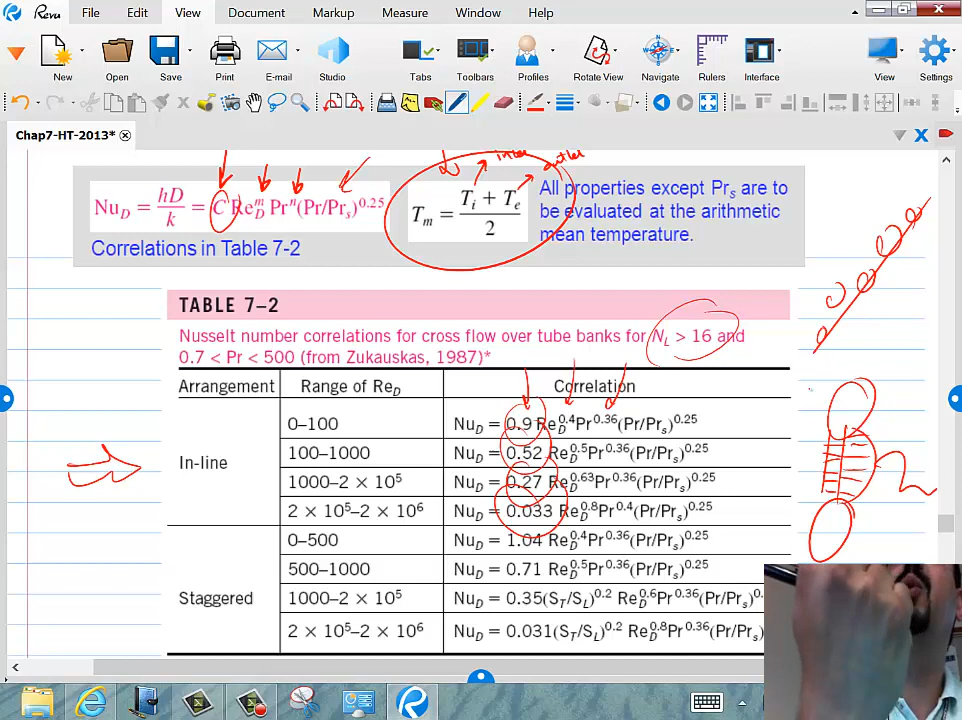 Revu File Edit View Document Markup Measure Window Help
New Open Save Print E-mail Studio Tabs Toolbars Profiles Rotate View Navigate Rulers Interface View Settings
Chap7-HT-2013*
inlet outlet
Nu_D = hD/k = C Re_D^m Pr^n (Pr/Pr_s)^0.25
T_m = (T_i + T_e)/2
All properties except Pr_s are to
be evaluated at the arithmetic
mean temperature.
Correlations in Table 7-2
TABLE 7–2
Nusselt number correlations for cross flow over tube banks for N_L > 16 and
0.7 < Pr < 500 (from Zukauskas, 1987)*
Arrangement Range of Re_D Correlation
0–100 Nu_D = 0.9 Re_D^0.4 Pr^0.36 (Pr/Pr_s)^0.25
100–1000 Nu_D = 0.52 Re_D^0.5 Pr^0.36 (Pr/Pr_s)^0.25
In-line
1000–2 × 10^5 Nu_D = 0.27 Re_D^0.63 Pr^0.36 (Pr/Pr_s)^0.25
2 × 10^5–2 × 10^6 Nu_D = 0.033 Re_D^0.8 Pr^0.4 (Pr/Pr_s)^0.25
0–500 Nu_D = 1.04 Re_D^0.4 Pr^0.36 (Pr/Pr_s)^0.25
500–1000 Nu_D = 0.71 Re_D^0.5 Pr^0.36 (Pr/Pr_s)^0.25
Staggered
1000–2 × 10^5 Nu_D = 0.35(S_T/S_L)^0.2 Re_D^0.6 Pr^0.36 (Pr/Pr_s)^0.
2 × 10^5–2 × 10^6 Nu_D = 0.031(S_T/S_L)^0.2 Re_D^0.8 Pr^0.36 (Pr/Pr_s)